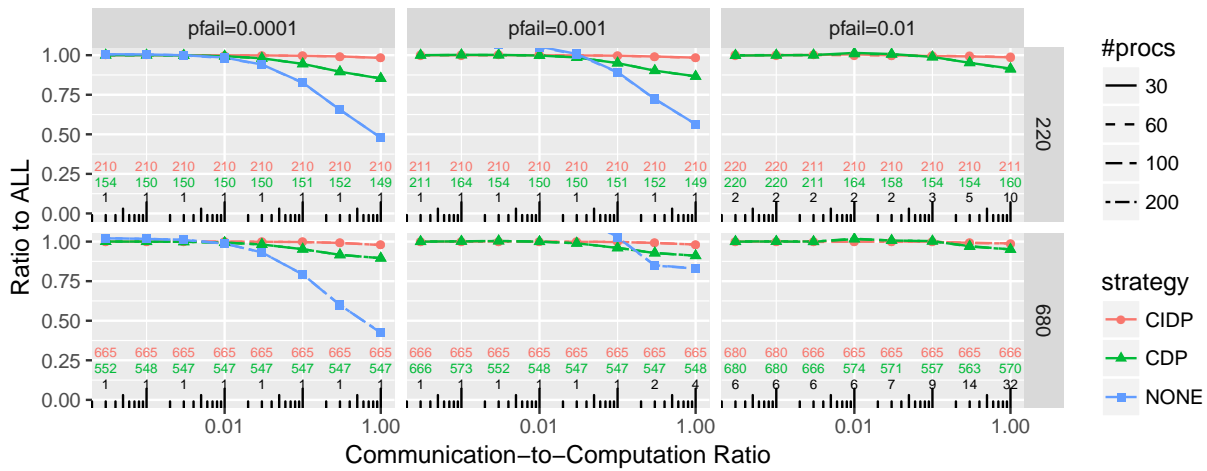 pfail=0.0001 pfail=0.001 pfail=0.01
Ratio to ALL
1.00
0.75
0.50
0.25
0.00
210 210 210 210 210 210 210 210
154 150 150 150 150 151 152 149
1 1 1 1 1 1 1 1
211 210 210 210 210 210 210 210
211 164 154 150 150 151 152 149
1 1 1 1 1 1 1 1
220 220 211 210 210 210 210 211
220 220 211 164 158 154 154 160
2 2 2 2 2 3 5 10
220
1.00
0.75
0.50
0.25
0.00
665 665 665 665 665 665 665 665
552 548 547 547 547 547 547 547
1 1 1 1 1 1 1 1
666 665 665 665 665 665 665 665
666 573 552 548 547 547 547 548
1 1 1 1 1 1 2 4
680 680 666 665 665 665 665 666
680 680 666 574 571 557 563 570
6 6 6 6 7 9 14 32
680
0.01 1.00 0.01 1.00 0.01 1.00
Communication−to−Computation Ratio
#procs
30
60
100
200
strategy
CIDP
CDP
NONE